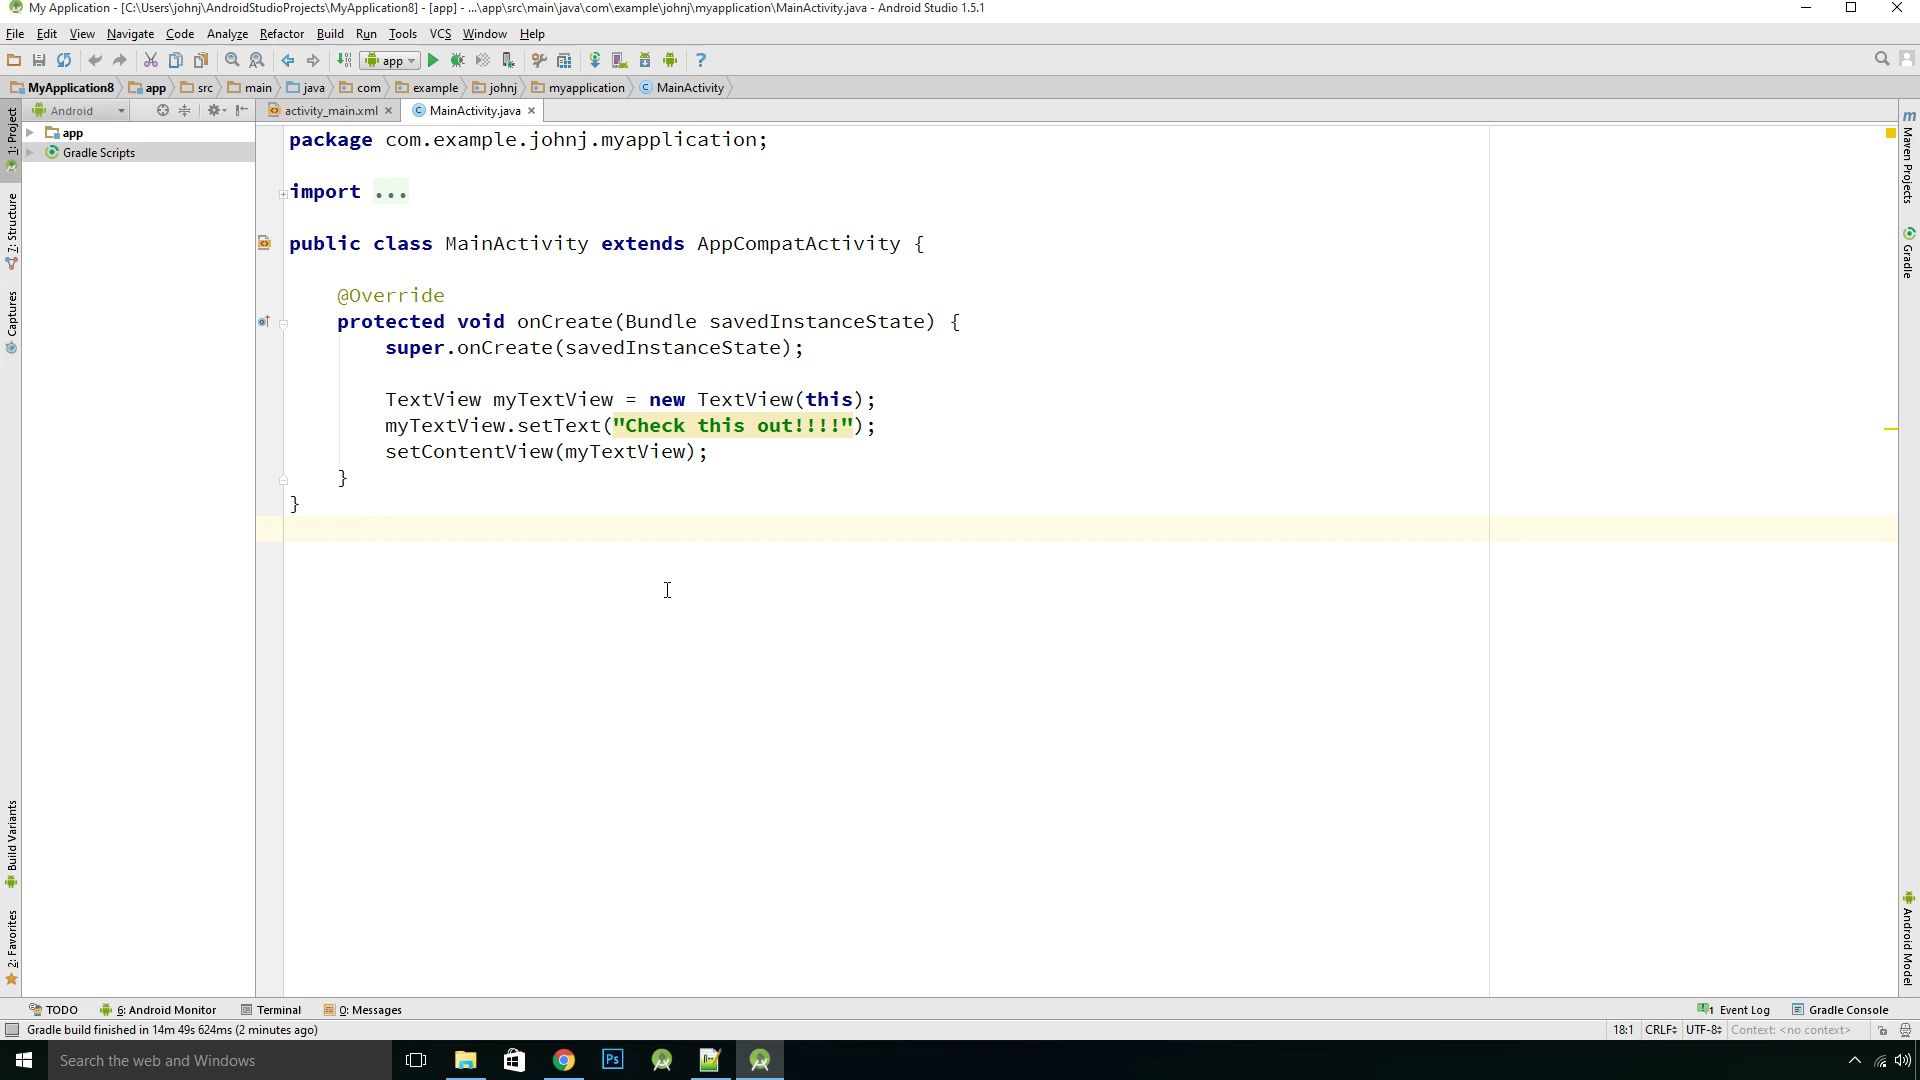 My Application - [C:\Users\johnj\AndroidStudioProjects\MyApplication8] - [app] - ...\app\src\main\java\com\example\johnj\myapplication\MainActivity.java - Android Studio 1.5.1
File Edit View Navigate Code Analyze Refactor Build Run Tools VCS Window Help
app
MyApplication8 app src main java com example johnj myapplication MainActivity
Android
activity_main.xml
MainActivity.java
app
Gradle Scripts
1: Project
7: Structure
Captures
Build Variants
2: Favorites
package com.example.johnj.myapplication;
import ...
public class MainActivity extends AppCompatActivity {
@Override
protected void onCreate(Bundle savedInstanceState) {
super.onCreate(savedInstanceState);
TextView myTextView = new TextView(this);
myTextView.setText("Check this out!!!!");
setContentView(myTextView);
}
}
Maven Projects
Gradle
Android Model
TODO 6: Android Monitor Terminal 0: Messages 1 Event Log Gradle Console
Gradle build finished in 14m 49s 624ms (2 minutes ago) 18:1 CRLF UTF-8 Context: <no context>
Search the web and Windows
Ps